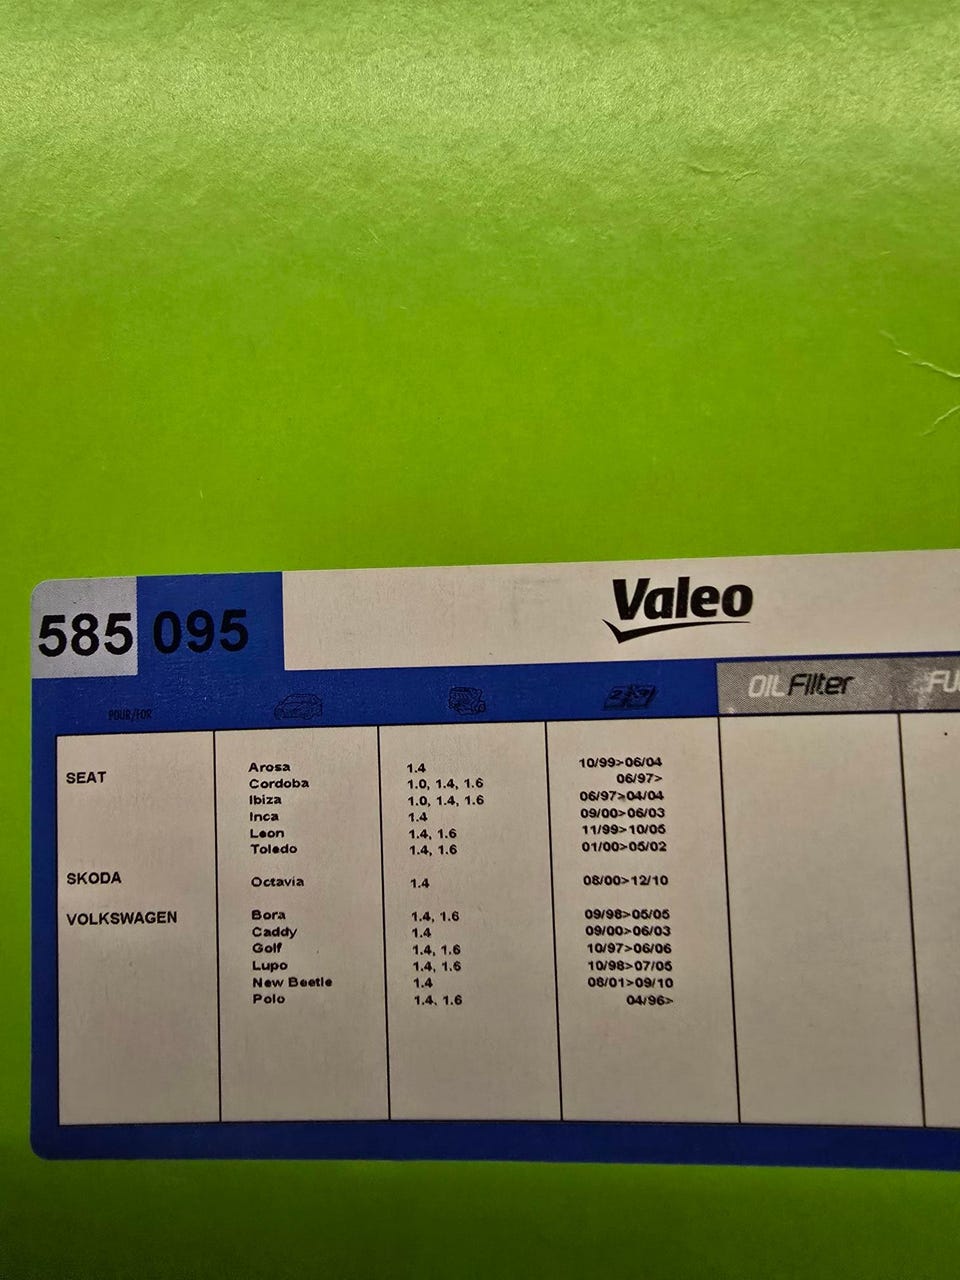 585 095
Valeo
POUR/FOR
OIL Filter
SEAT
Arosa 1.4 10/99>06/04
Cordoba 1.0, 1.4, 1.6 06/97>
Ibiza 1.0, 1.4, 1.6 06/97>04/04
Inca 1.4 09/00>06/03
Leon 1.4, 1.6 11/99>10/05
Toledo 1.4, 1.6 01/00>05/02
SKODA
Octavia 1.4 08/00>12/10
VOLKSWAGEN
Bora 1.4, 1.6 09/98>05/05
Caddy 1.4 09/00>06/03
Golf 1.4, 1.6 10/97>06/06
Lupo 1.4, 1.6 10/98>07/05
New Beetle 1.4 08/01>09/10
Polo 1.4, 1.6 04/96>